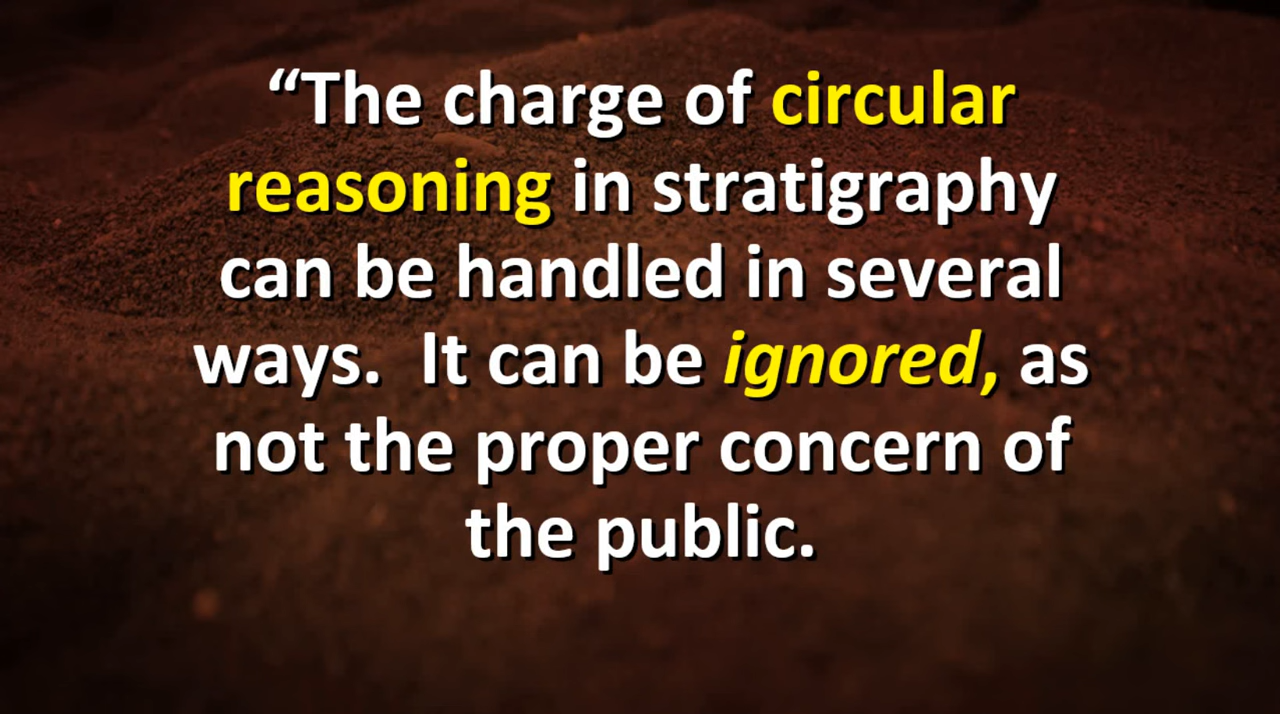 “The charge of circular
reasoning in stratigraphy
can be handled in several
ways.  It can be ignored, as
not the proper concern of
the public.